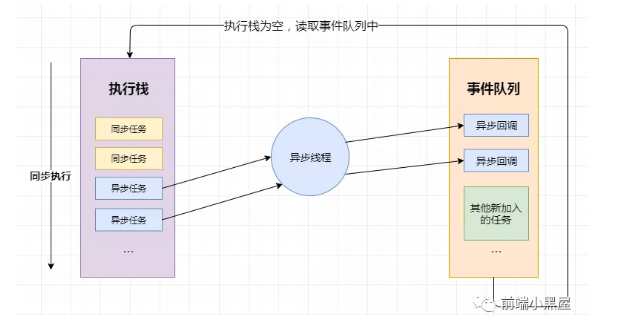 执行栈为空，读取事件队列中
执行栈
同步任务
同步任务
异步任务
异步任务
...
同步执行
异步线程
事件队列
异步回调
异步回调
其他新加入
的任务
...
前端小黑屋